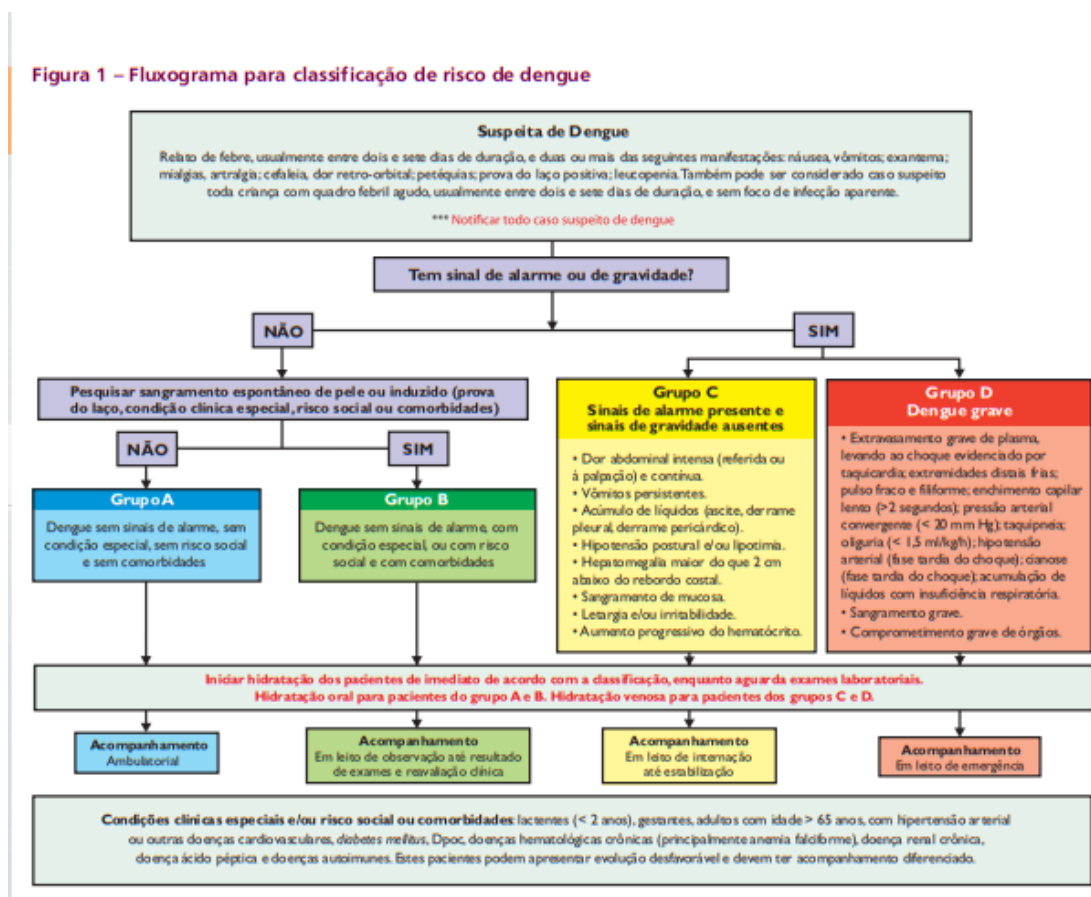 Figura 1 – Fluxograma para classificação de risco de dengue
Suspeita de Dengue
Relato de febre, usualmente entre dois e sete dias de duração, e duas ou mais das seguintes manifestações: náusea, vômitos; exantema;
mialgias, artralgia; cefaleia, dor retro-orbital; petéquias; prova do laço positiva; leucopenia. Também pode ser considerado caso suspeito
toda criança com quadro febril agudo, usualmente entre dois e sete dias de duração, e sem foco de infecção aparente.
*** Notificar todo caso suspeito de dengue
Tem sinal de alarme ou de gravidade?
NÃO
SIM
Pesquisar sangramento espontâneo de pele ou induzido (prova
do laço, condição clínica especial, risco social ou comorbidades)
NÃO
SIM
Grupo A
Dengue sem sinais de alarme, sem
condição especial, sem risco social
e sem comorbidades
Grupo B
Dengue sem sinais de alarme, com
condição especial, ou com risco
social e com comorbidades
Grupo C
Sinais de alarme presente e
sinais de gravidade ausentes
• Dor abdominal intensa (referida ou
à palpação) e contínua.
• Vômitos persistentes.
• Acúmulo de líquidos (ascite, derrame
pleural, derrame pericárdico).
• Hipotensão postural e/ou lipotimia.
• Hepatomegalia maior do que 2 cm
abaixo do rebordo costal.
• Sangramento de mucosa.
• Letargia e/ou irritabilidade.
• Aumento progressivo do hematócrito.
Grupo D
Dengue grave
• Extravasamento grave de plasma,
levando ao choque evidenciado por
taquicardia; extremidades distais frias;
pulso fraco e filiforme; enchimento capilar
lento (>2 segundos); pressão arterial
convergente (< 20 mm Hg); taquipneia;
oliguria (< 1,5 ml/kg/h); hipotensão
arterial (fase tardia do choque); cianose
(fase tardia do choque); acumulação de
líquidos com insuficiência respiratória.
• Sangramento grave.
• Comprometimento grave de órgãos.
Iniciar hidratação dos pacientes de imediato de acordo com a classificação, enquanto aguarda exames laboratoriais.
Hidratação oral para pacientes do grupo A e B. Hidratação venosa para pacientes dos grupos C e D.
Acompanhamento
Ambulatorial
Acompanhamento
Em leito de observação até resultado
de exames e reavaliação clínica
Acompanhamento
Em leito de internação
até estabilização
Acompanhamento
Em leito de emergência
Condições clínicas especiais e/ou risco social ou comorbidades: lactentes (< 2 anos), gestantes, adultos com idade > 65 anos, com hipertensão arterial
ou outras doenças cardiovasculares, diabetes mellitus, Dpoc, doenças hematológicas crônicas (principalmente anemia falciforme), doença renal crônica,
doença ácido péptica e doenças autoimunes. Estes pacientes podem apresentar evolução desfavorável e devem ter acompanhamento diferenciado.